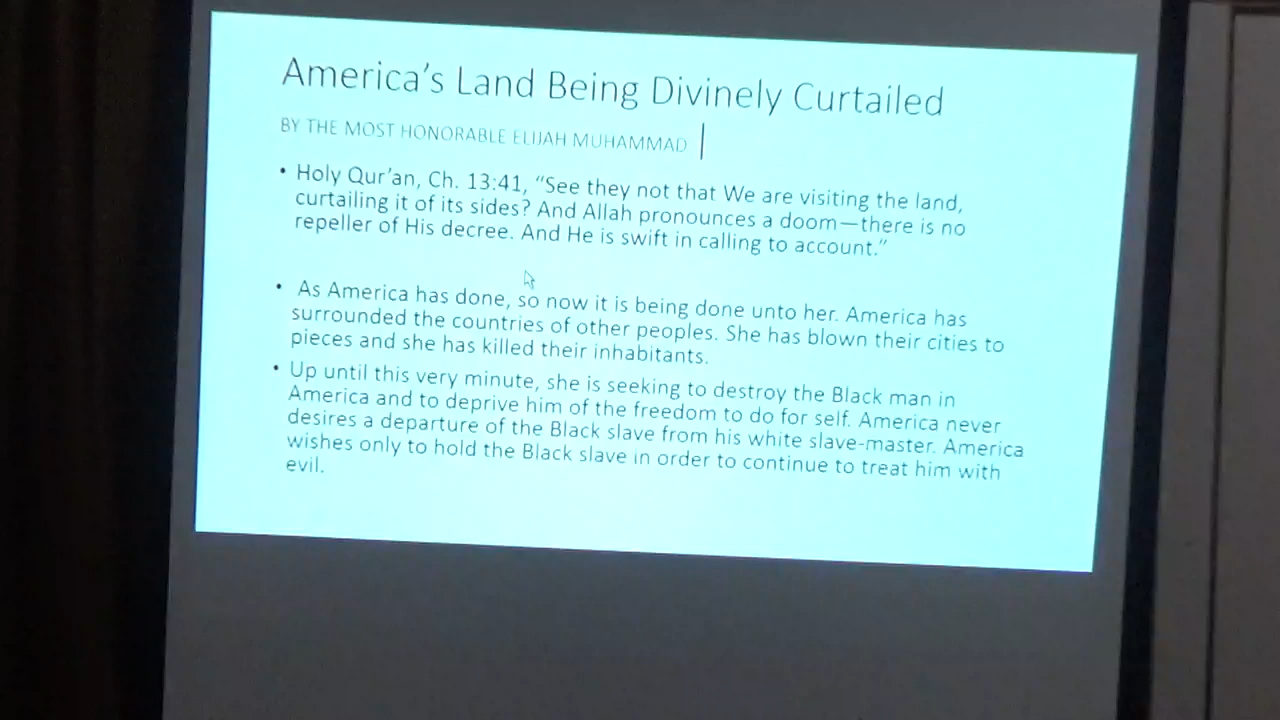 America's Land Being Divinely Curtailed
BY THE MOST HONORABLE ELIJAH MUHAMMAD
• Holy Qur'an, Ch. 13:41, "See they not that We are visiting the land,
curtailing it of its sides? And Allah pronounces a doom—there is no
repeller of His decree. And He is swift in calling to account."
• As America has done, so now it is being done unto her. America has
surrounded the countries of other peoples. She has blown their cities to
pieces and she has killed their inhabitants.
• Up until this very minute, she is seeking to destroy the Black man in
America and to deprive him of the freedom to do for self. America never
desires a departure of the Black slave from his white slave-master. America
wishes only to hold the Black slave in order to continue to treat him with
evil.